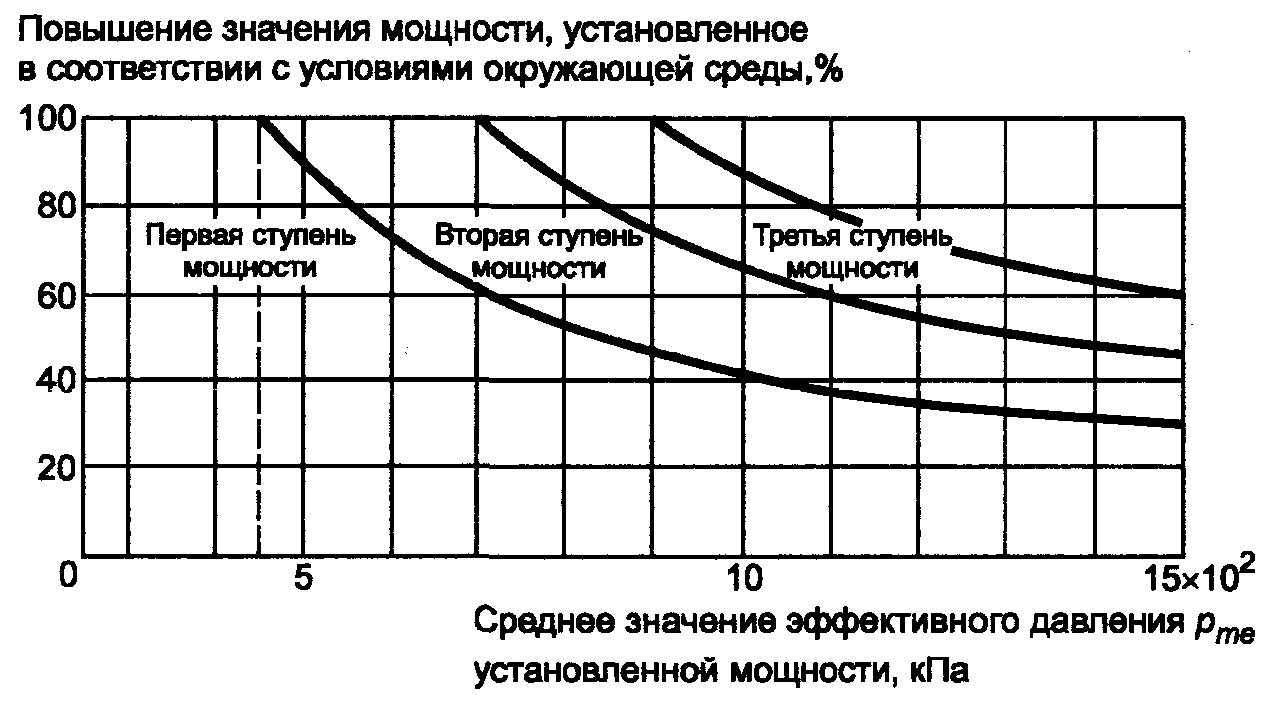 Повышение значения мощности, установленное
в соответствии с условиями окружающей среды,%
100
80
60
40
20
0
Первая ступень
мощности
Вторая ступень
мощности
Третья ступень
мощности
5
10
15×10²
Среднее значение эффективного давления pme
установленной мощности, кПа